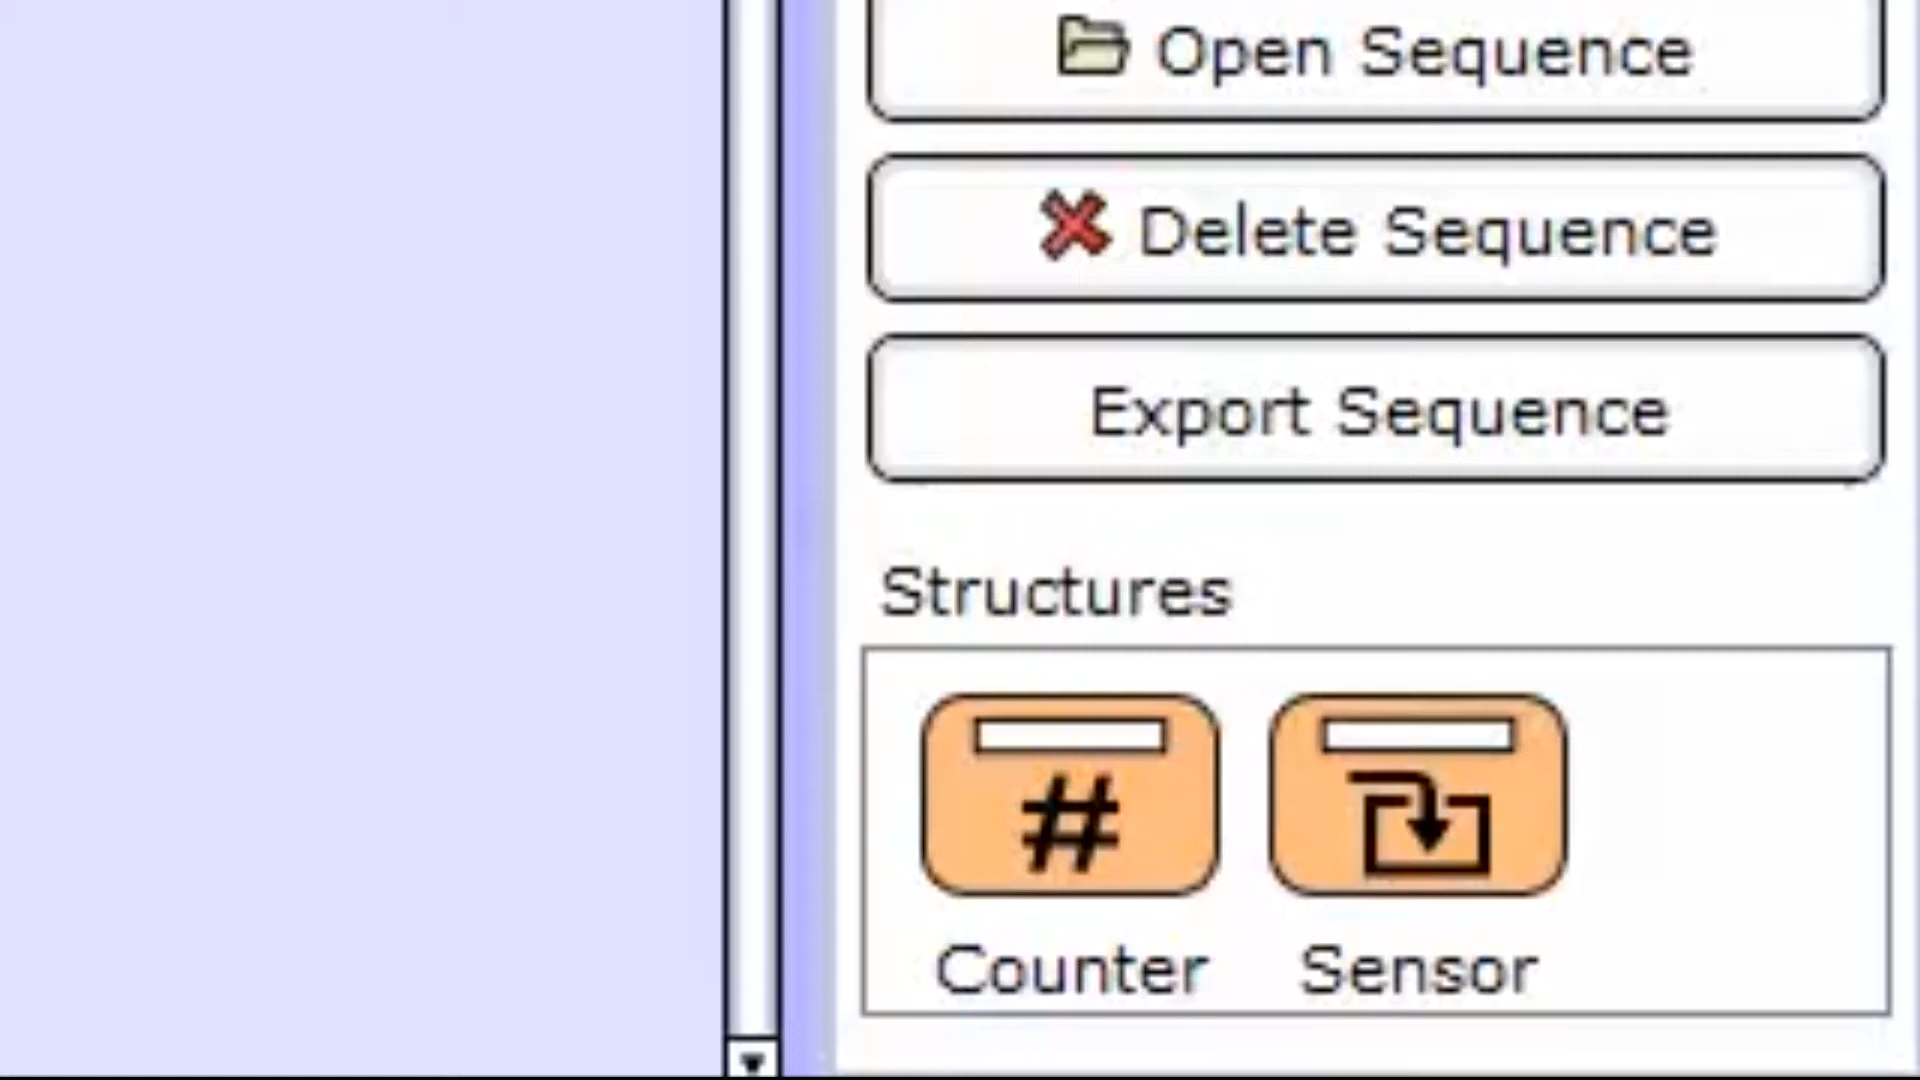 Open Sequence
Delete Sequence
Export Sequence
Structures
#
Counter Sensor